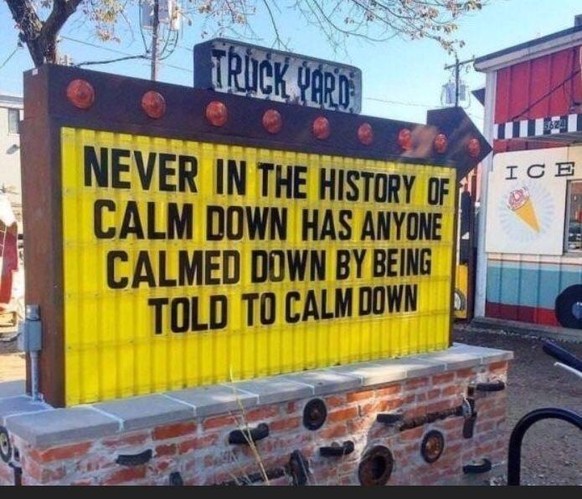 TRUCK YARD
NEVER IN THE HISTORY OF
CALM DOWN HAS ANYONE
CALMED DOWN BY BEING
TOLD TO CALM DOWN
ICE